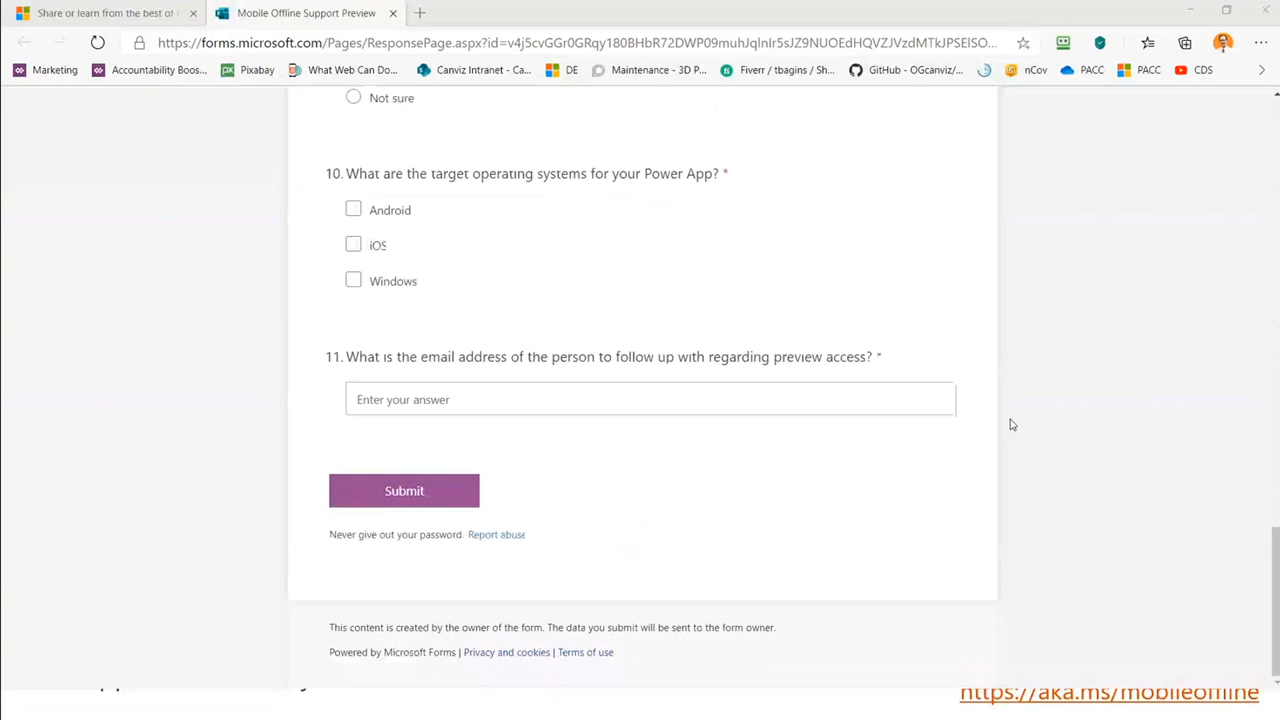 Share or learn from the best of
Mobile Offline Support Preview
https://forms.microsoft.com/Pages/ResponsePage.aspx?id=v4j5cvGGr0GRqy180BHbR72DWP09muhJqInIr5sJZ9NUOEdHQVZJVzdMTkJPSElSO...
Marketing
Accountability Boos...
Pixabay
What Web Can Do...
Canviz Intranet - Ca...
DE
Maintenance - 3D P...
Fiverr / tbagins / Sh...
GitHub - OGcanviz/...
nCov
PACC
PACC
CDS
Not sure
10. What are the target operating systems for your Power App? *
Android
iOS
Windows
11. What is the email address of the person to follow up with regarding preview access? *
Enter your answer
Submit
Never give out your password. Report abuse
This content is created by the owner of the form. The data you submit will be sent to the form owner.
Powered by Microsoft Forms | Privacy and cookies | Terms of use
https://aka.ms/mobileoffline